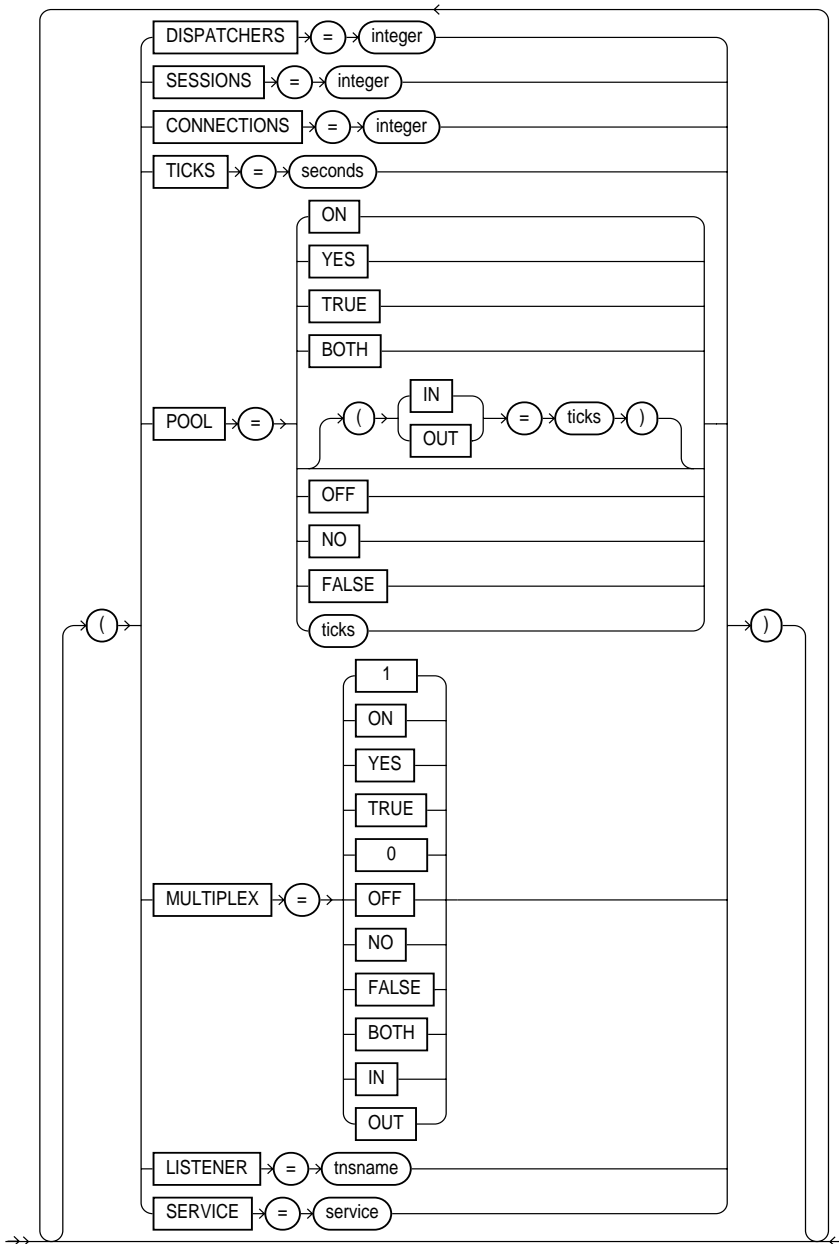 DISPATCHERS = integer
SESSIONS = integer
CONNECTIONS = integer
TICKS = seconds
ON
YES
TRUE
BOTH
IN
POOL = ( = ticks )
OUT
OFF
NO
FALSE
ticks
( )
1
ON
YES
TRUE
0
MULTIPLEX = OFF
NO
FALSE
BOTH
IN
OUT
LISTENER = tnsname
SERVICE = service